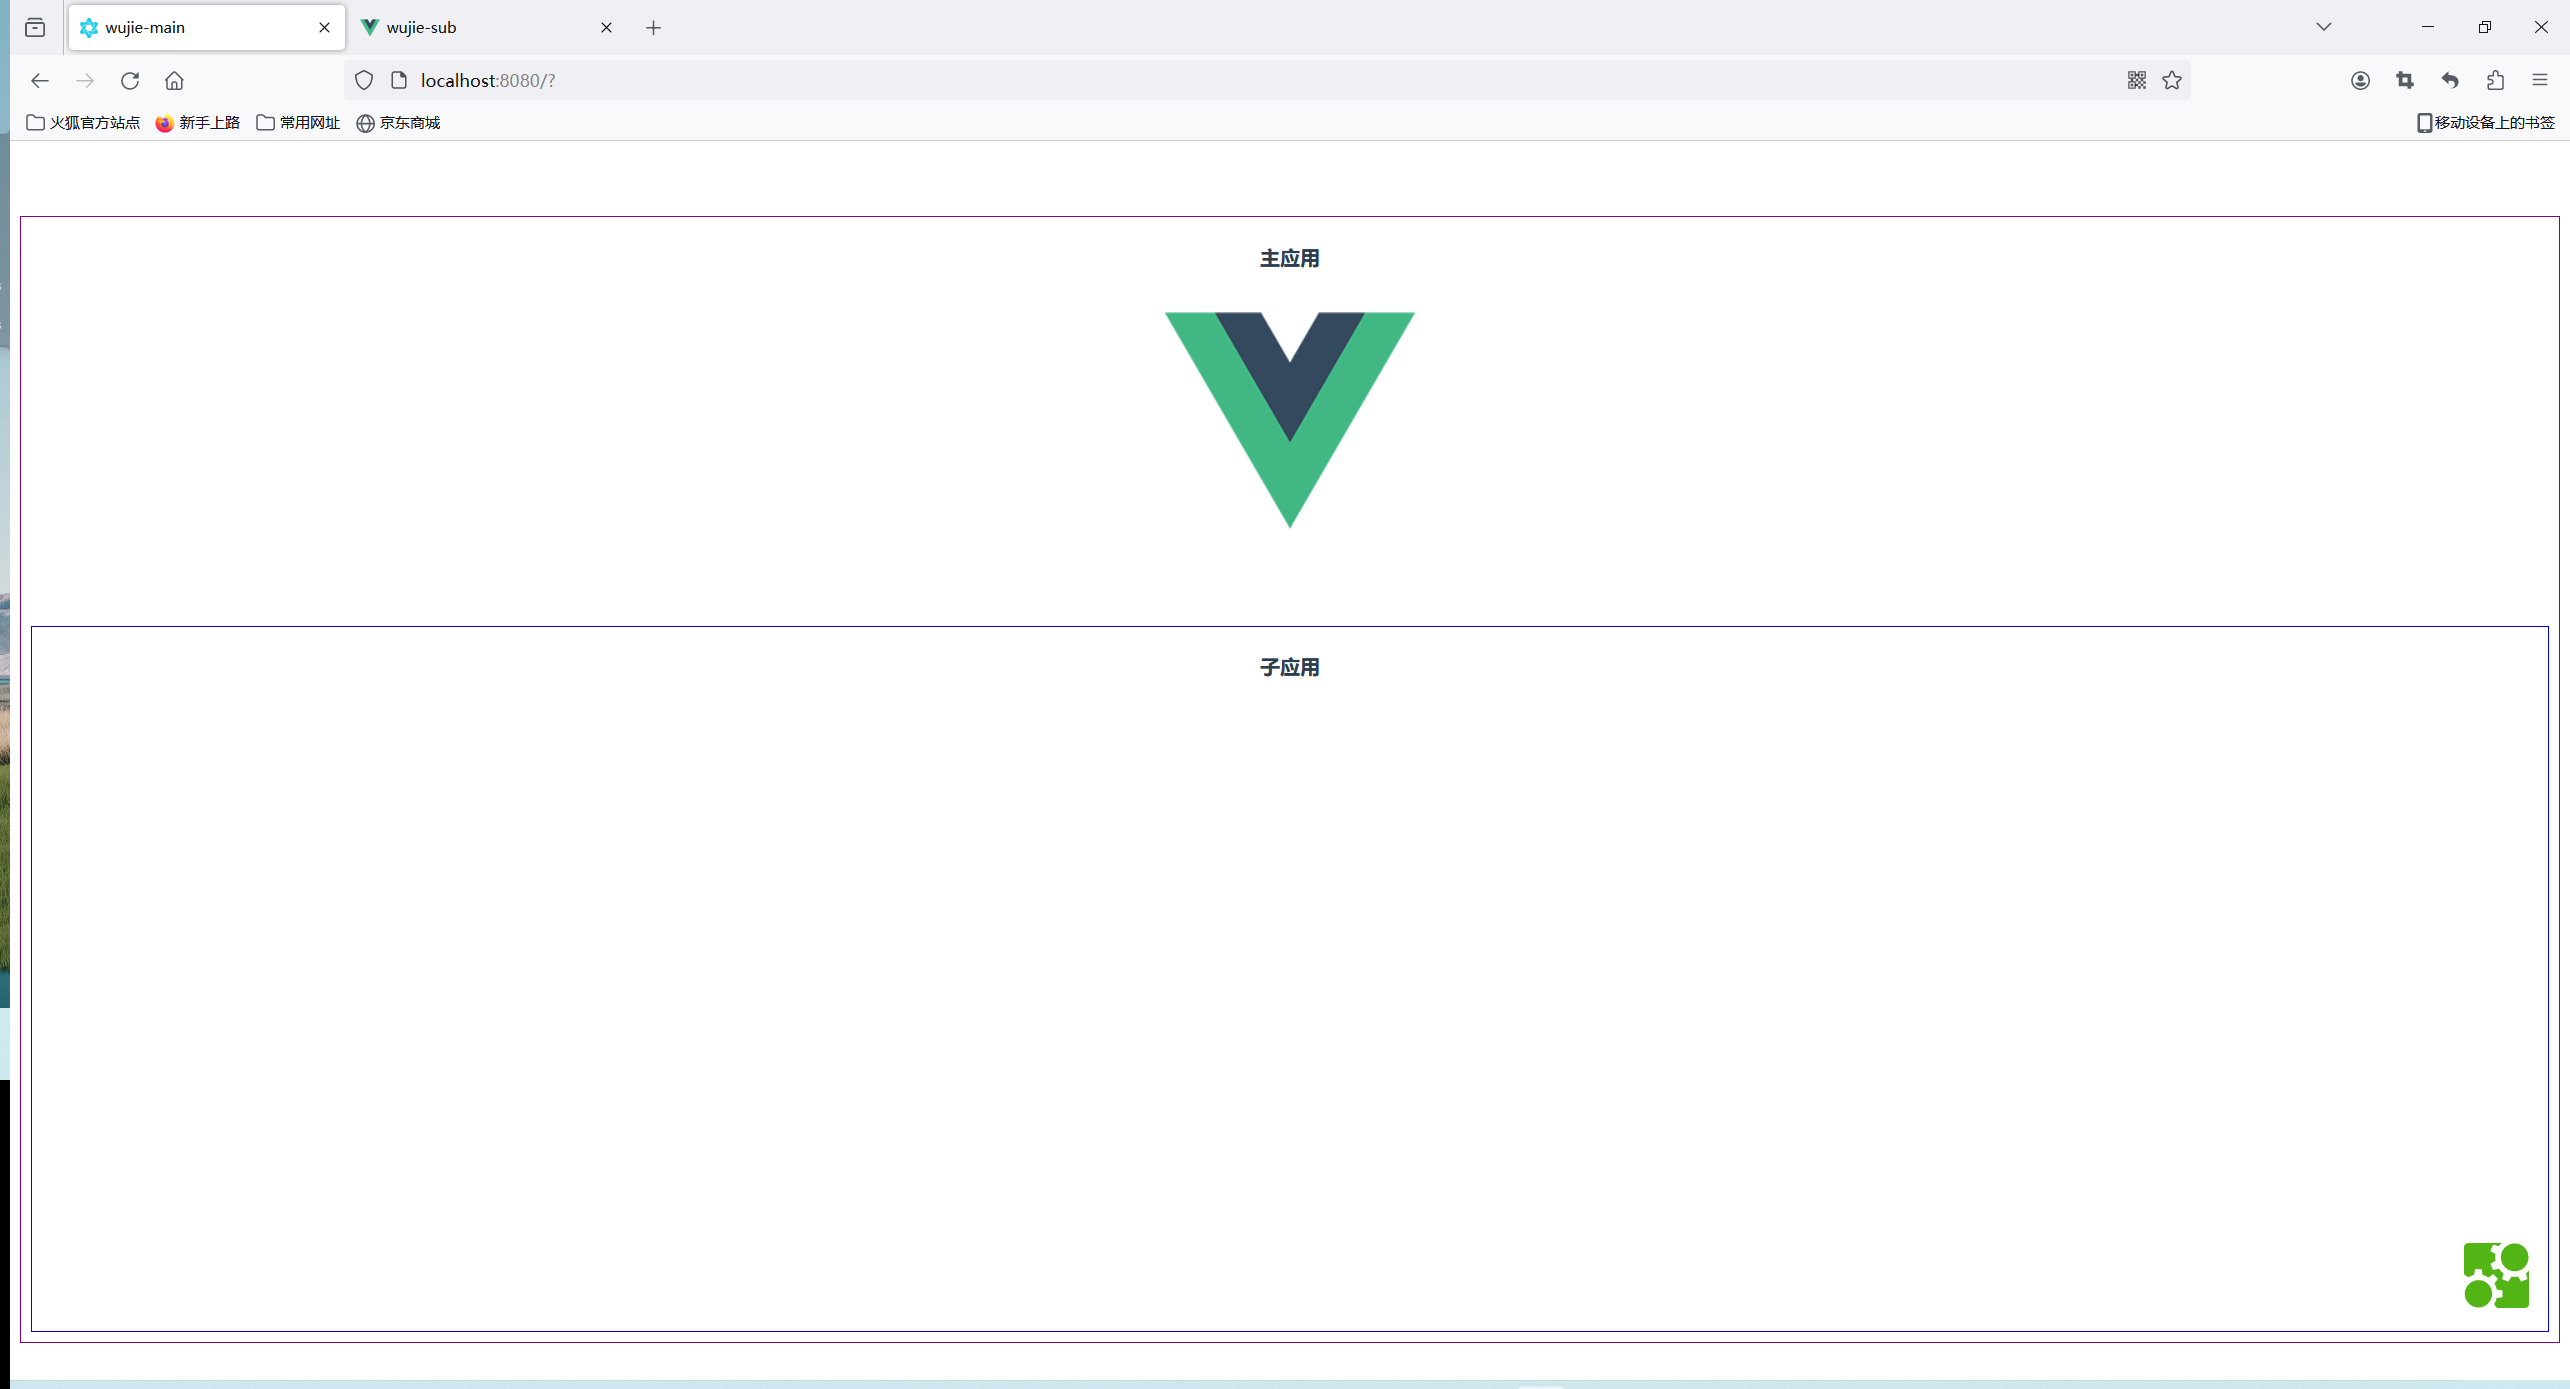 wujie-main
wujie-sub
localhost:8080/?
火狐官方站点
新手上路
常用网址
京东商城
移动设备上的书签
主应用
子应用